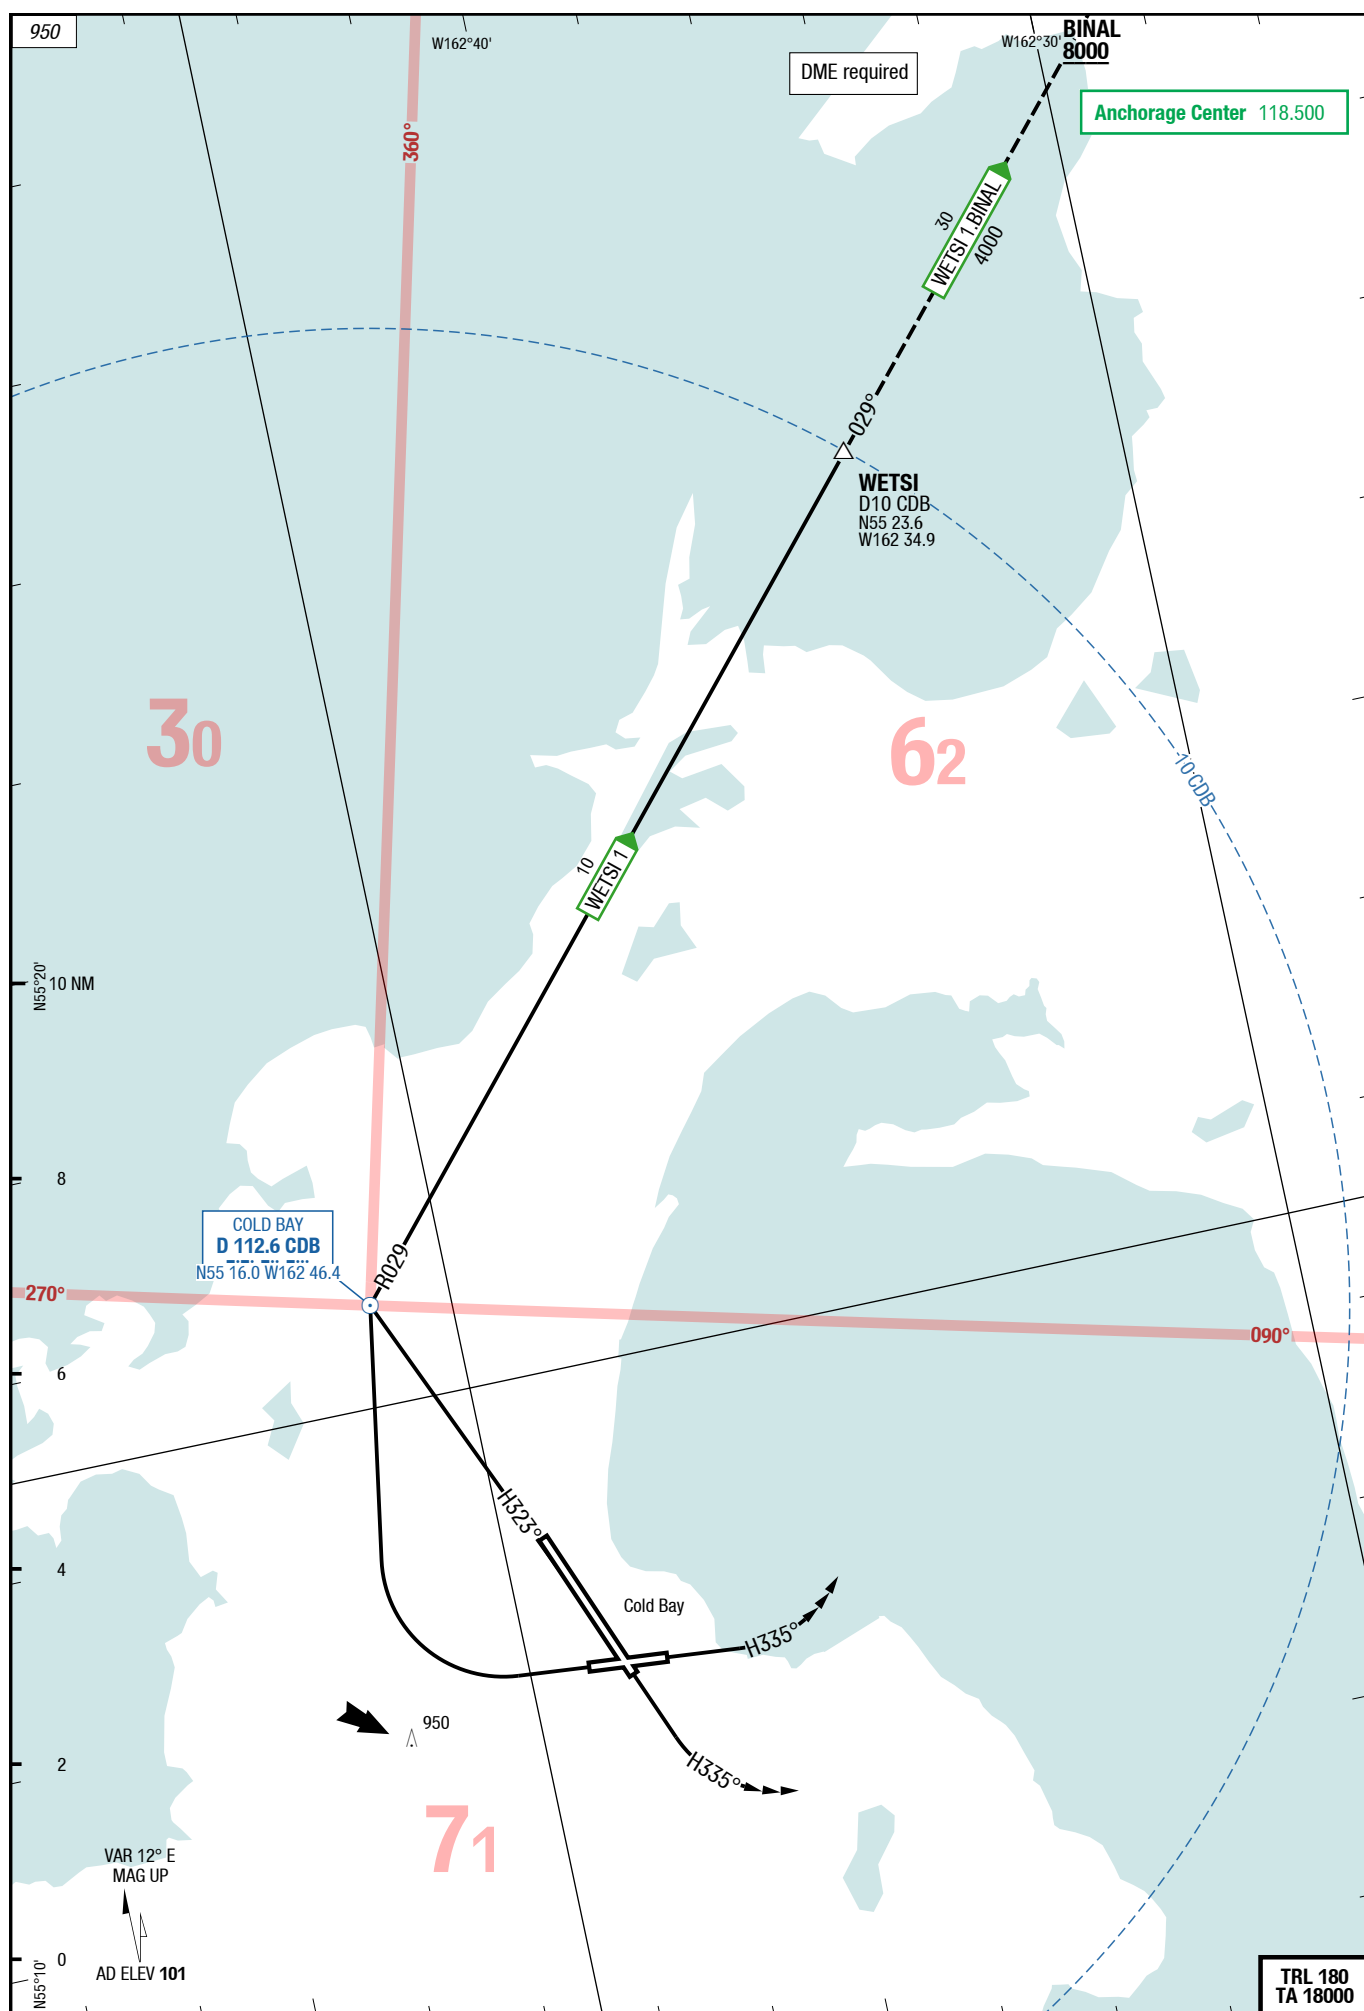 950
W162°40'
W162°30'
BINAL
8000
DME required
Anchorage Center 118.500
360°
30
WETSI 1.BINAL
4000
029°
WETSI
D10 CDB
N55 23.6
W162 34.9
30
62
10 CDB
10
WETSI 1
N55°20'
10 NM
8
COLD BAY
D 112.6 CDB
N55 16.0 W162 46.4
R029
270°
090°
6
H323°
4
Cold Bay
H335°
950
2
H335°
71
VAR 12° E
MAG UP
0
AD ELEV 101
N55°10'
TRL 180
TA 18000